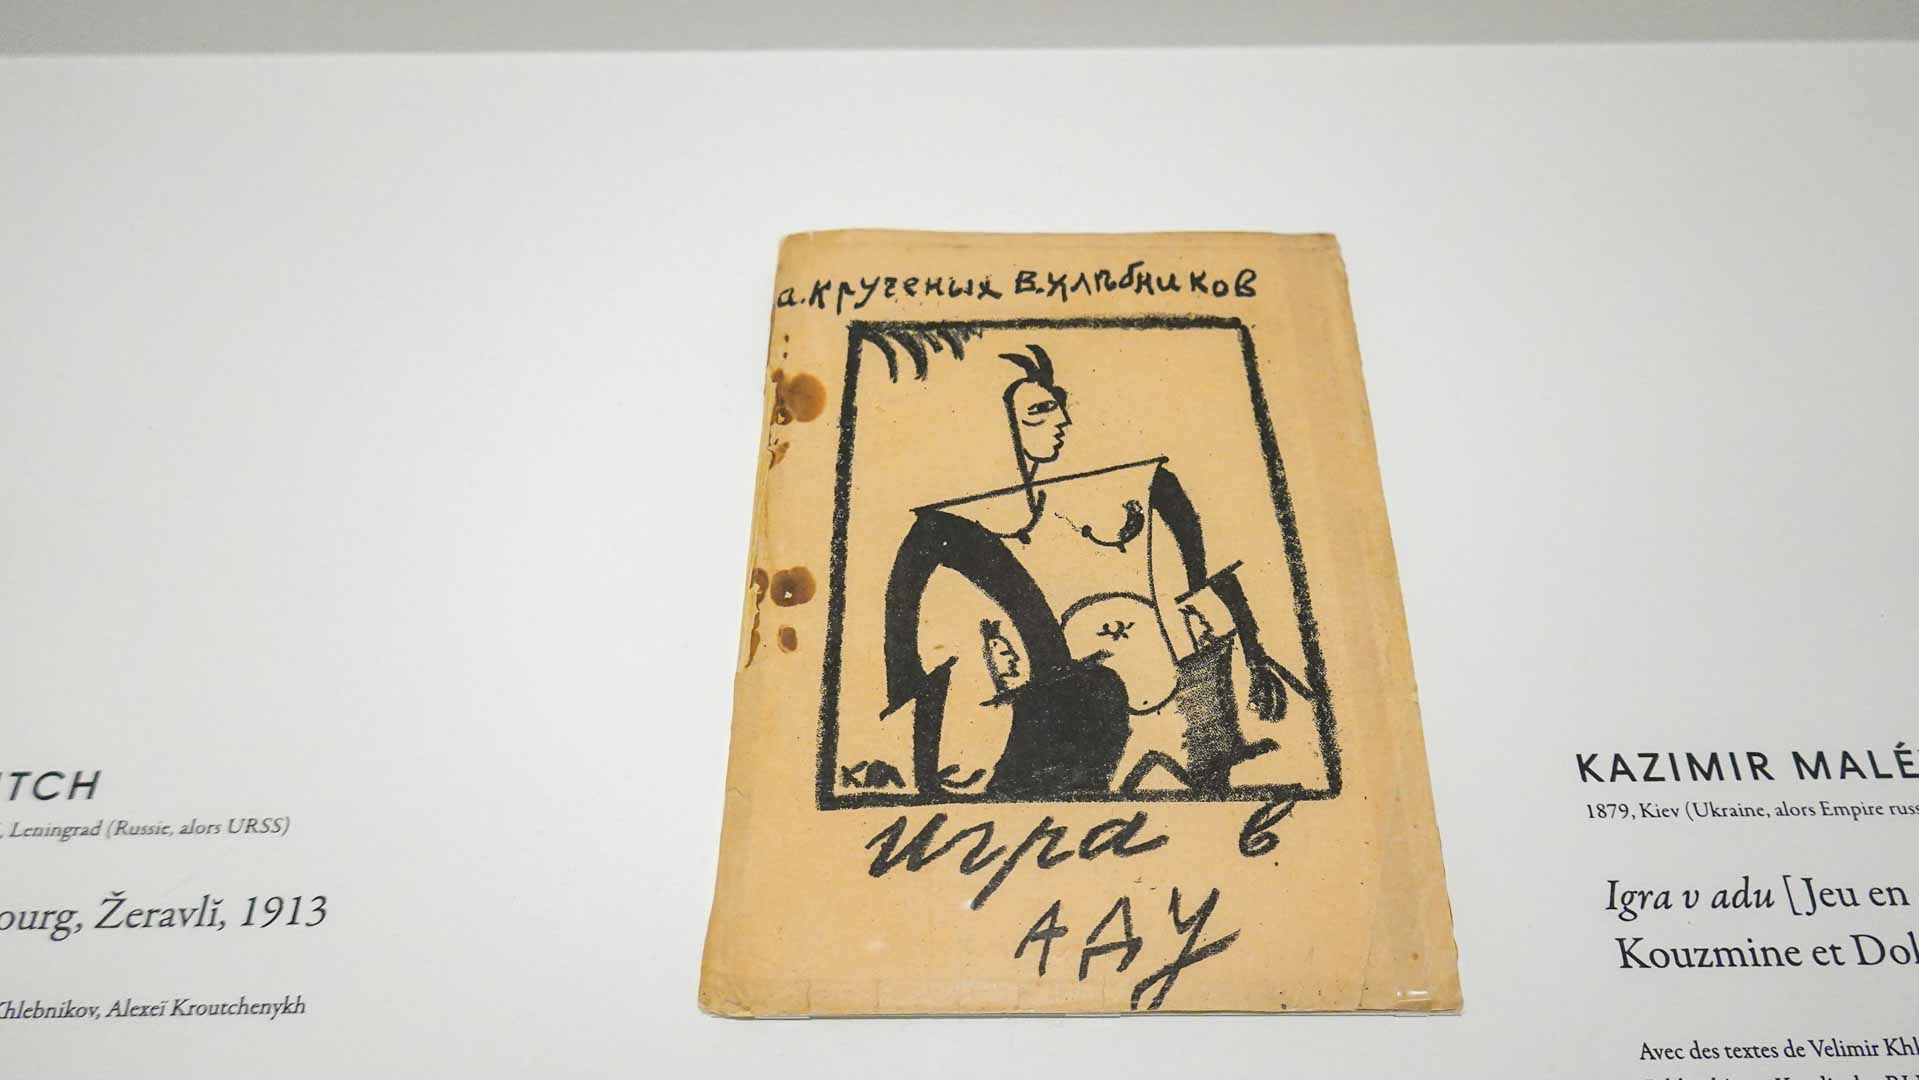 а. крученых в. хлѣбников
км
игра в
аду
TCH
, Leningrad (Russie, alors URSS)
ourg, Žeravlĭ, 1913
Khlebnikov, Alexeï Kroutchenykh
KAZIMIR MALÉ
1879, Kiev (Ukraine, alors Empire russ
Igra v adu [Jeu en
Kouzmine et Dol
Avec des textes de Velimir Khl